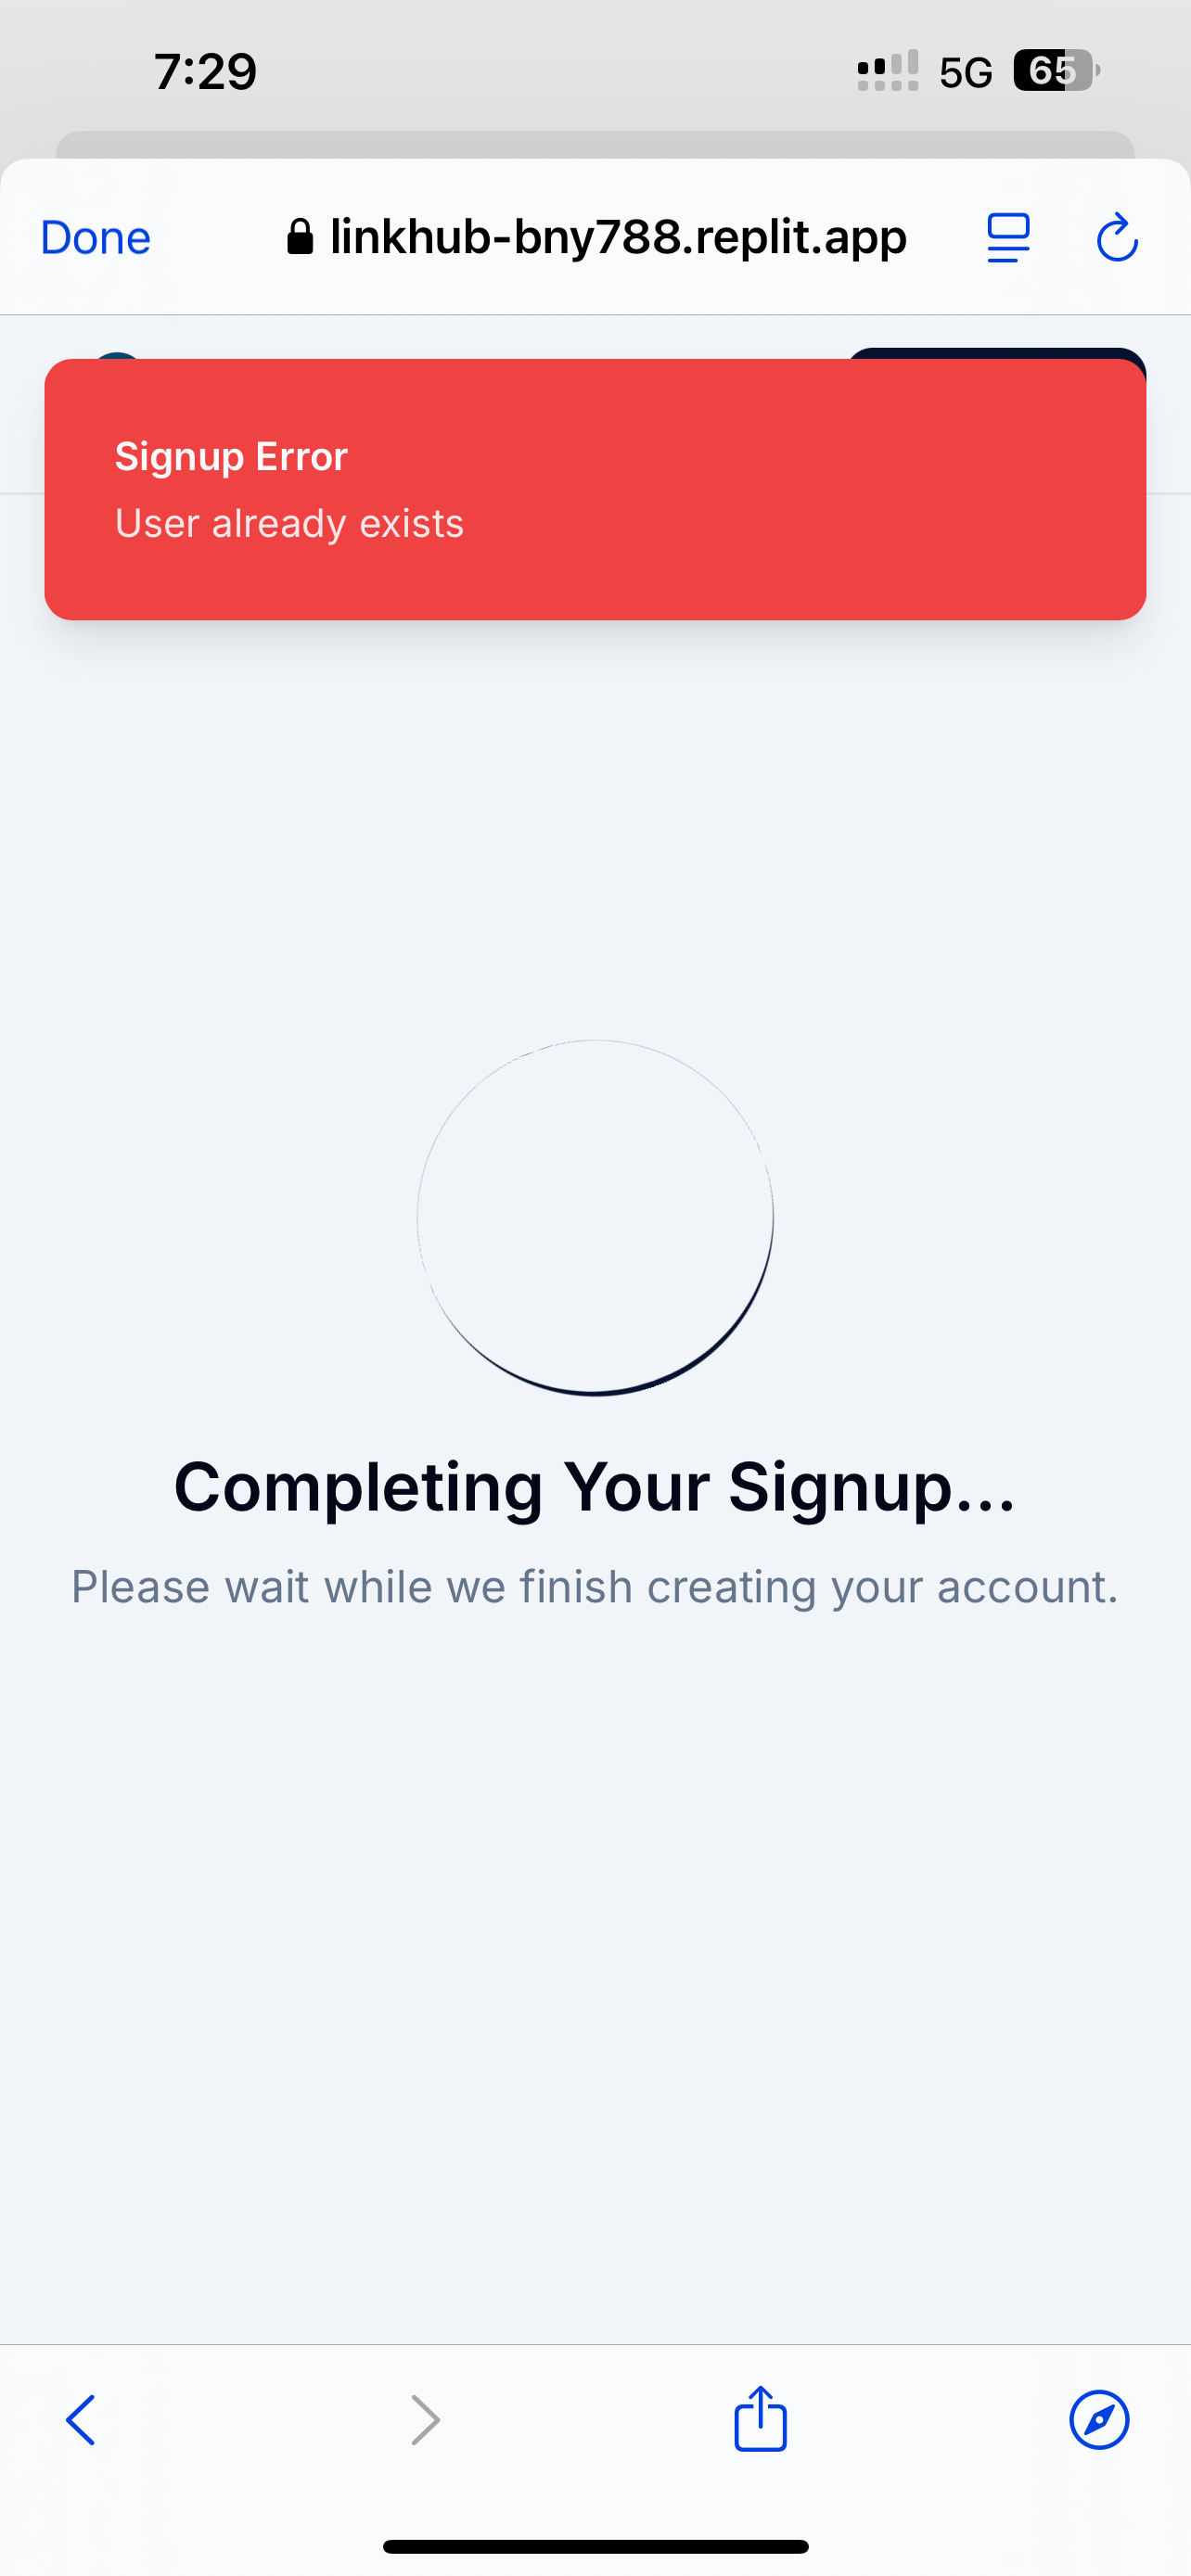 7:29
5G
65
Done
linkhub-bny788.replit.app
Signup Error
User already exists
Completing Your Signup...
Please wait while we finish creating your account.